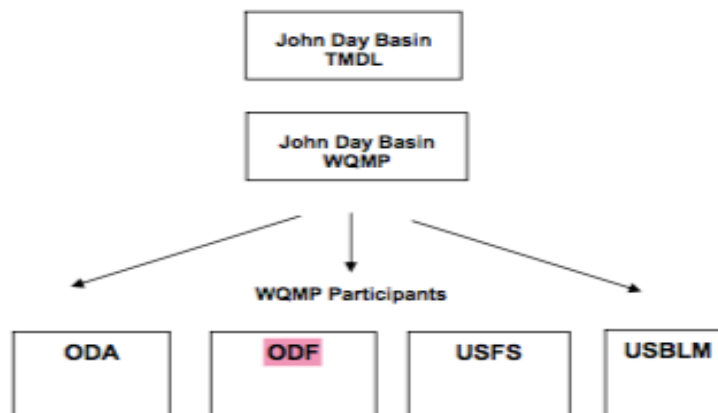 John Day Basin
TMDL
John Day Basin
WQMP
WQMP Participants
ODA ODF USFS USBLM